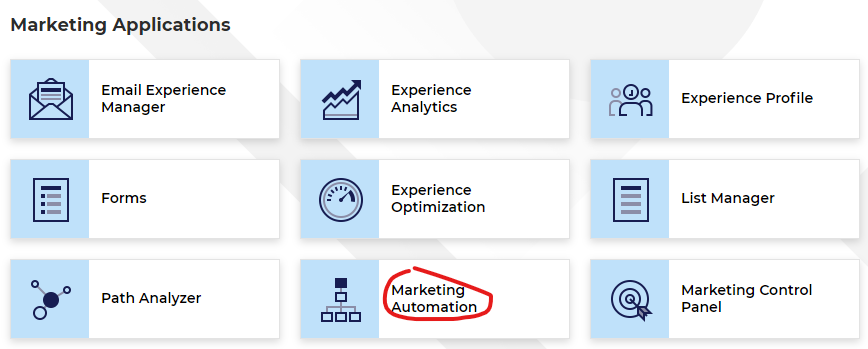 Marketing Applications
Email Experience
Manager
Experience
Analytics
Experience Profile
Forms
Experience
Optimization
List Manager
Path Analyzer
Marketing
Automation
Marketing Control
Panel